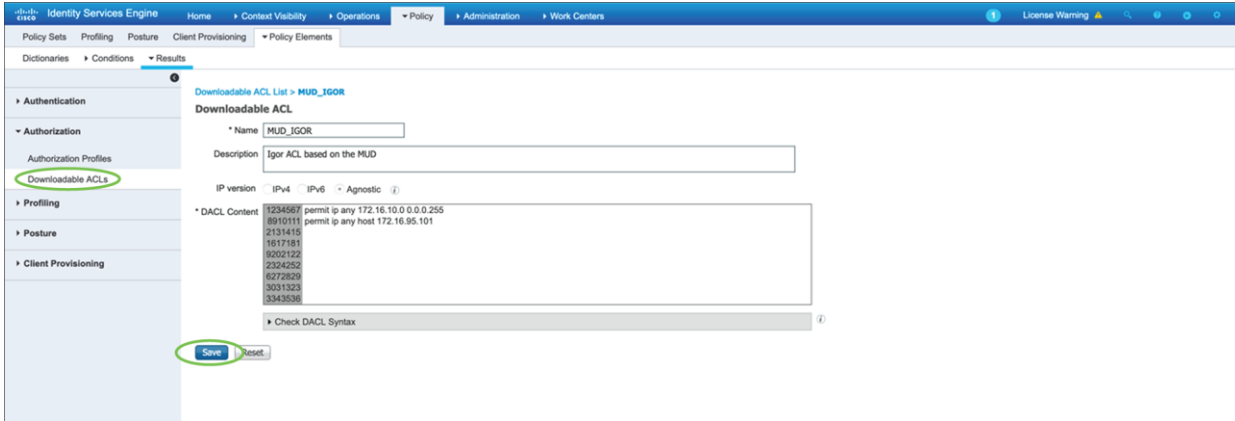 cisco Identity Services Engine Home Context Visibility Operations Policy Administration Work Centers 1 License Warning
Policy Sets Profiling Posture Client Provisioning Policy Elements
Dictionaries Conditions Results
Authentication
Authorization
Authorization Profiles
Downloadable ACLs
Profiling
Posture
Client Provisioning
Downloadable ACL List > MUD_IGOR
Downloadable ACL
* Name MUD_IGOR
Description Igor ACL based on the MUD
IP version IPv4 IPv6 Agnostic i
* DACL Content 1234567 permit ip any 172.16.10.0 0.0.0.255
8910111 permit ip any host 172.16.95.101
2131415
1617181
9202122
2324252
6272829
3031323
3343536
Check DACL Syntax i
Save Reset